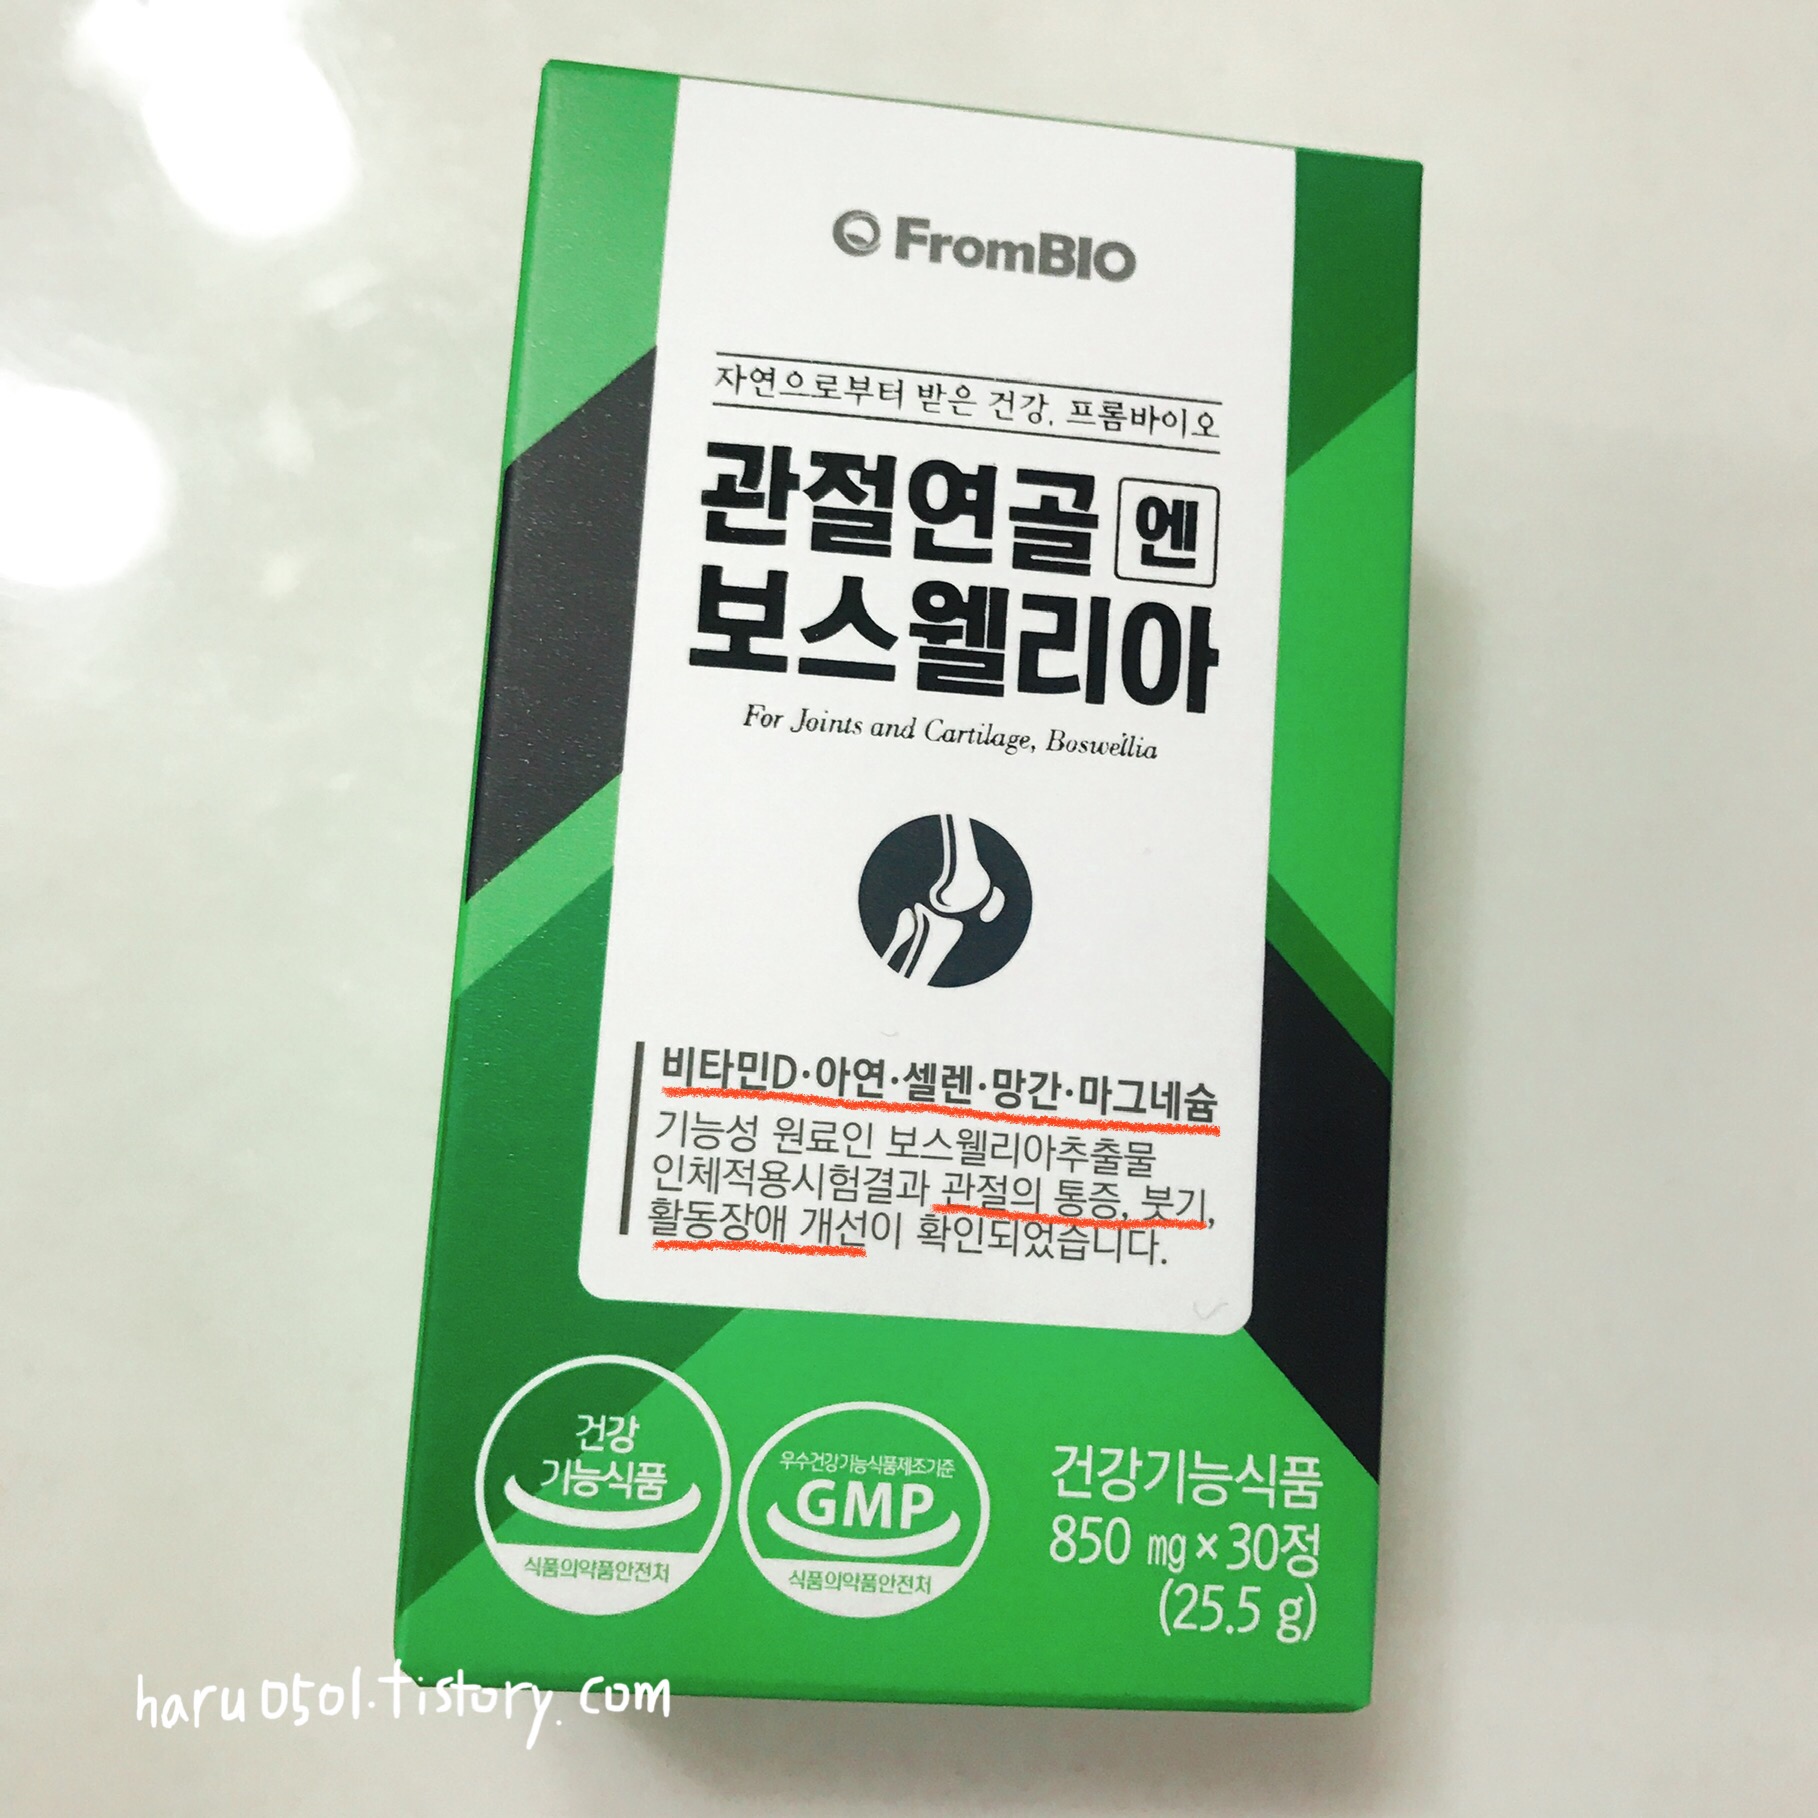 FromBIO
자연으로부터 받은 건강, 프롬바이오
관절연골 엔
보스웰리아
For Joints and Cartilage, Boswellia
비타민D·아연·셀렌·망간·마그네슘
기능성 원료인 보스웰리아추출물
인체적용시험결과 관절의 통증, 붓기,
활동장애 개선이 확인되었습니다.
건강
기능식품
식품의약품안전처
우수건강기능식품제조기준
GMP
식품의약품안전처
건강기능식품
850 mg × 30정
(25.5 g)
haru0501.tistory.com